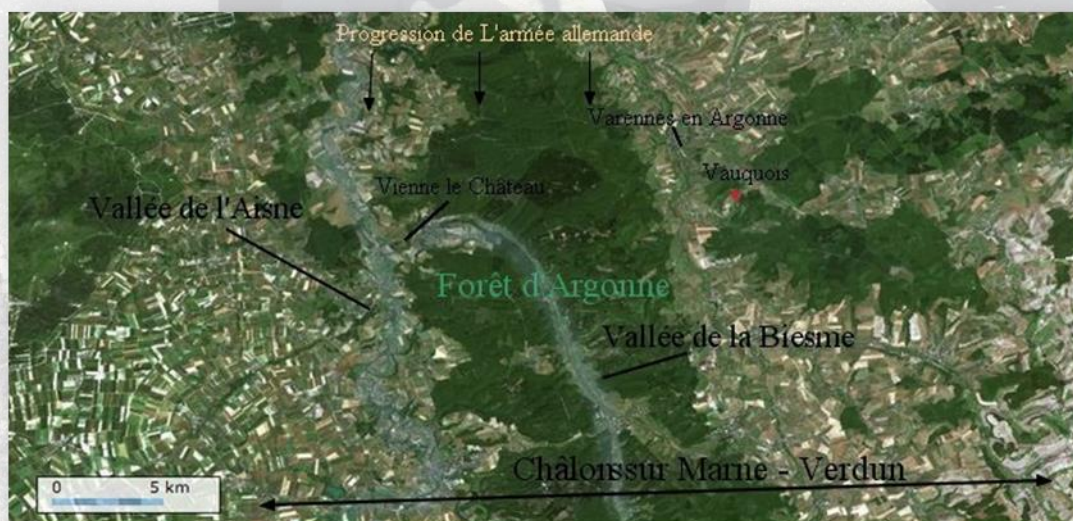 Progression de L'armée allemande
Varennes en Argonne
Vauquois
Vienne le Château
Vallée de l'Aisne
Forêt d'Argonne
Vallée de la Biesme
Châlonssur Marne - Verdun
0 5 km